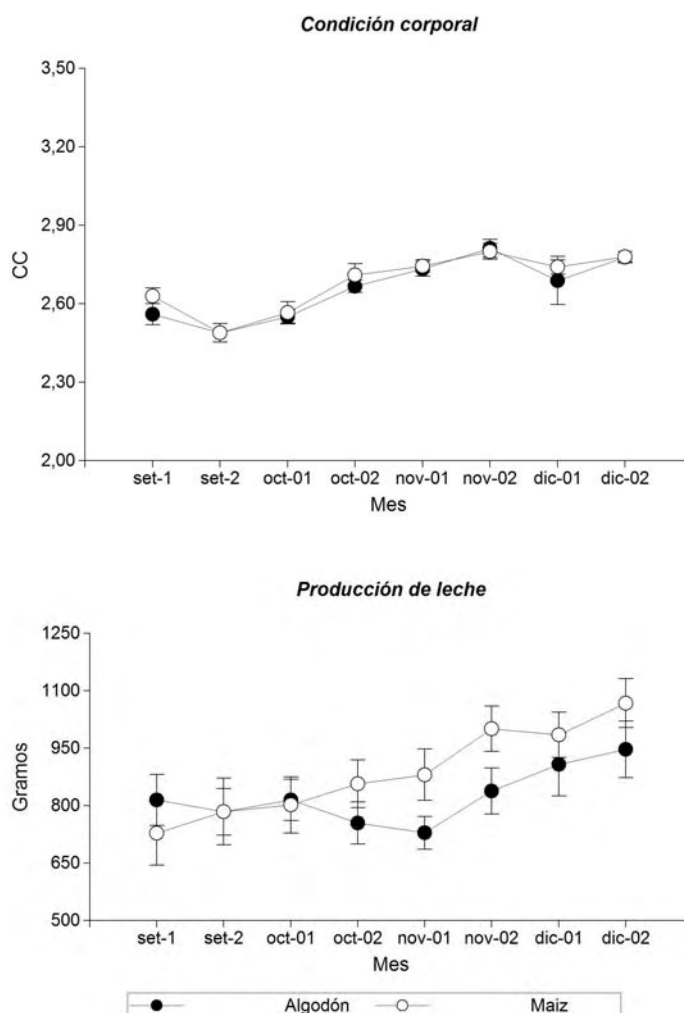 Condición corporal
3,50
3,20
2,90
2,60
2,30
2,00
CC
set-1 set-2 oct-01 oct-02 nov-01 nov-02 dic-01 dic-02
Mes
Producción de leche
1250
1100
950
800
650
500
Gramos
set-1 set-2 oct-01 oct-02 nov-01 nov-02 dic-01 dic-02
Mes
Algodón Maiz